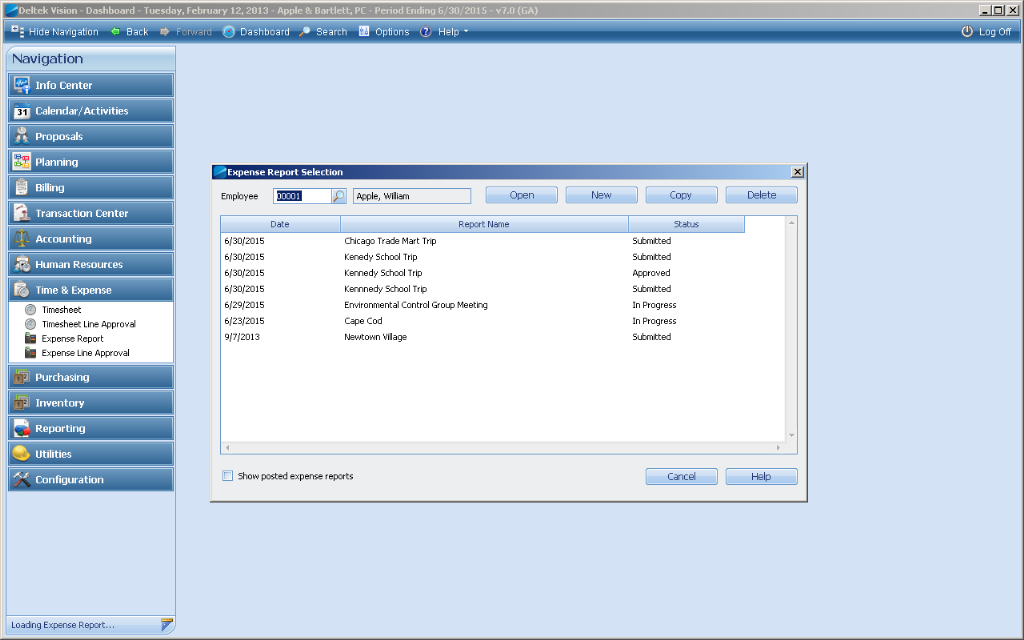 Deltek Vision - Dashboard - Tuesday, February 12, 2013 - Apple & Bartlett, PC - Period Ending 6/30/2015 - v7.0 (GA)
Hide Navigation Back Forward Dashboard Search Options Help Log Off
Navigation
Info Center
31 Calendar/Activities
Proposals
Planning
Billing
Transaction Center
Accounting
Human Resources
Time & Expense
Timesheet
Timesheet Line Approval
Expense Report
Expense Line Approval
Purchasing
Inventory
Reporting
Utilities
Configuration
Loading Expense Report...
Expense Report Selection
Employee 00001 Apple, William Open New Copy Delete
Date Report Name Status
6/30/2015 Chicago Trade Mart Trip Submitted
6/30/2015 Kenedy School Trip Submitted
6/30/2015 Kennedy School Trip Approved
6/30/2015 Kennnedy School Trip Submitted
6/29/2015 Environmental Control Group Meeting In Progress
6/23/2015 Cape Cod In Progress
9/7/2013 Newtown Village Submitted
Show posted expense reports Cancel Help